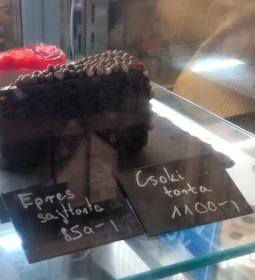 Epres
sajttorta
850-,
Csoki
torta
1100-,